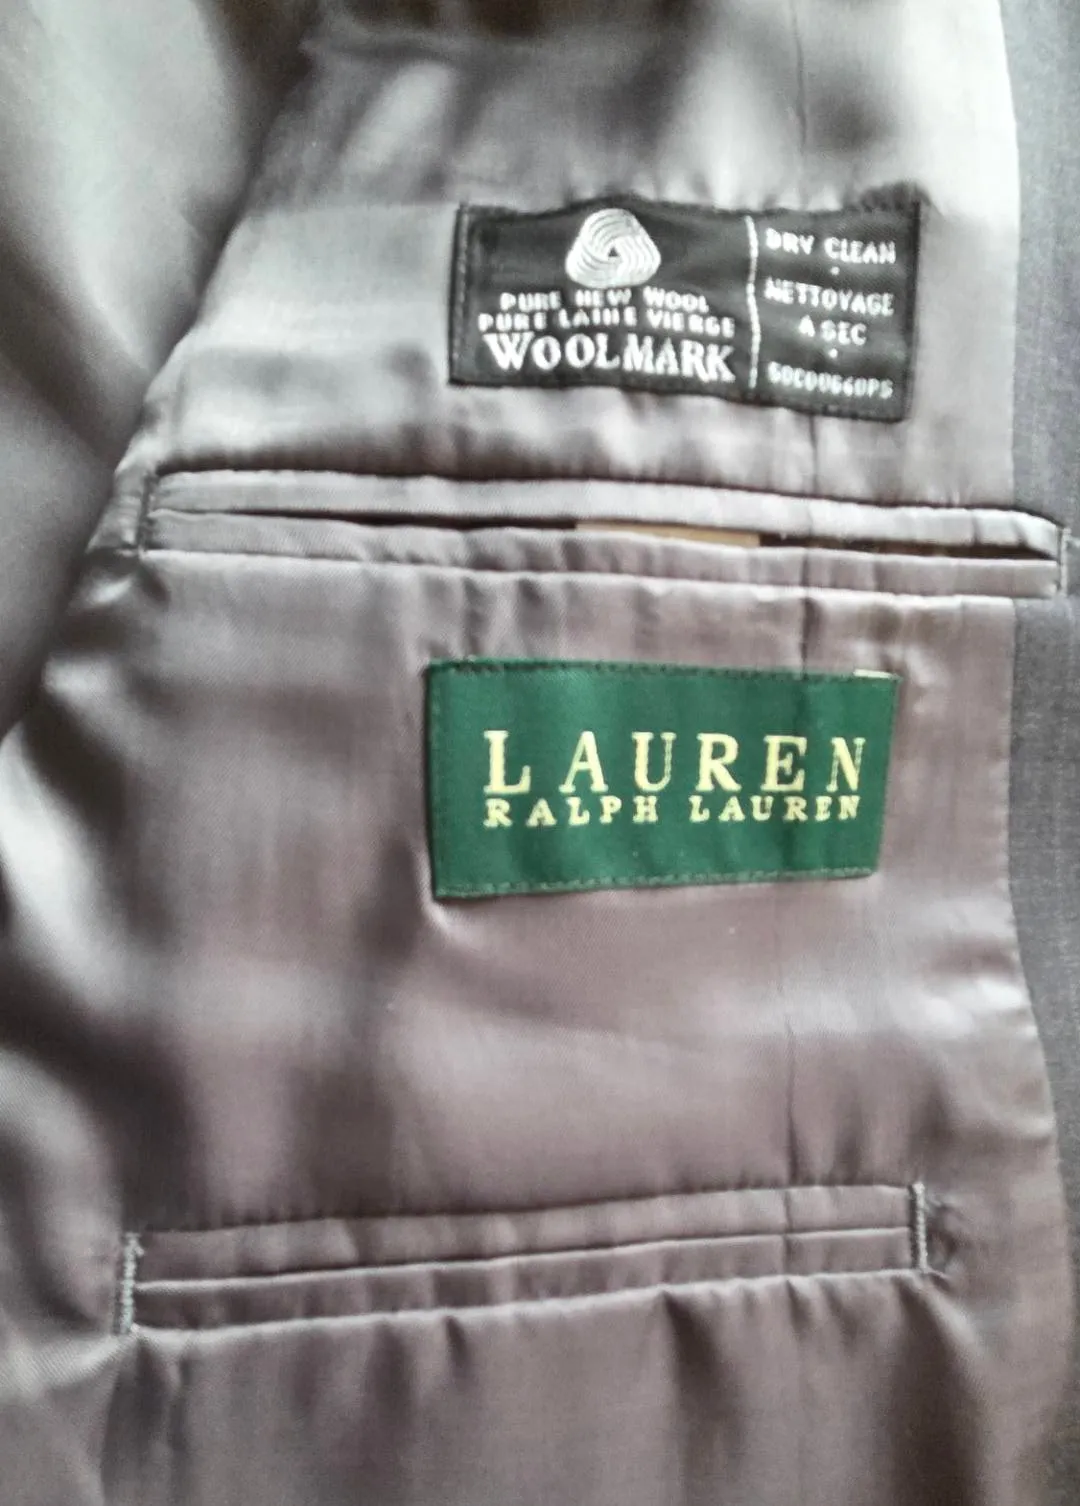 PURE NEW WOOL
PURE LAINE VIERGE
WOOLMARK
DRY CLEAN
NETTOYAGE
A SEC
LAUREN
RALPH LAUREN